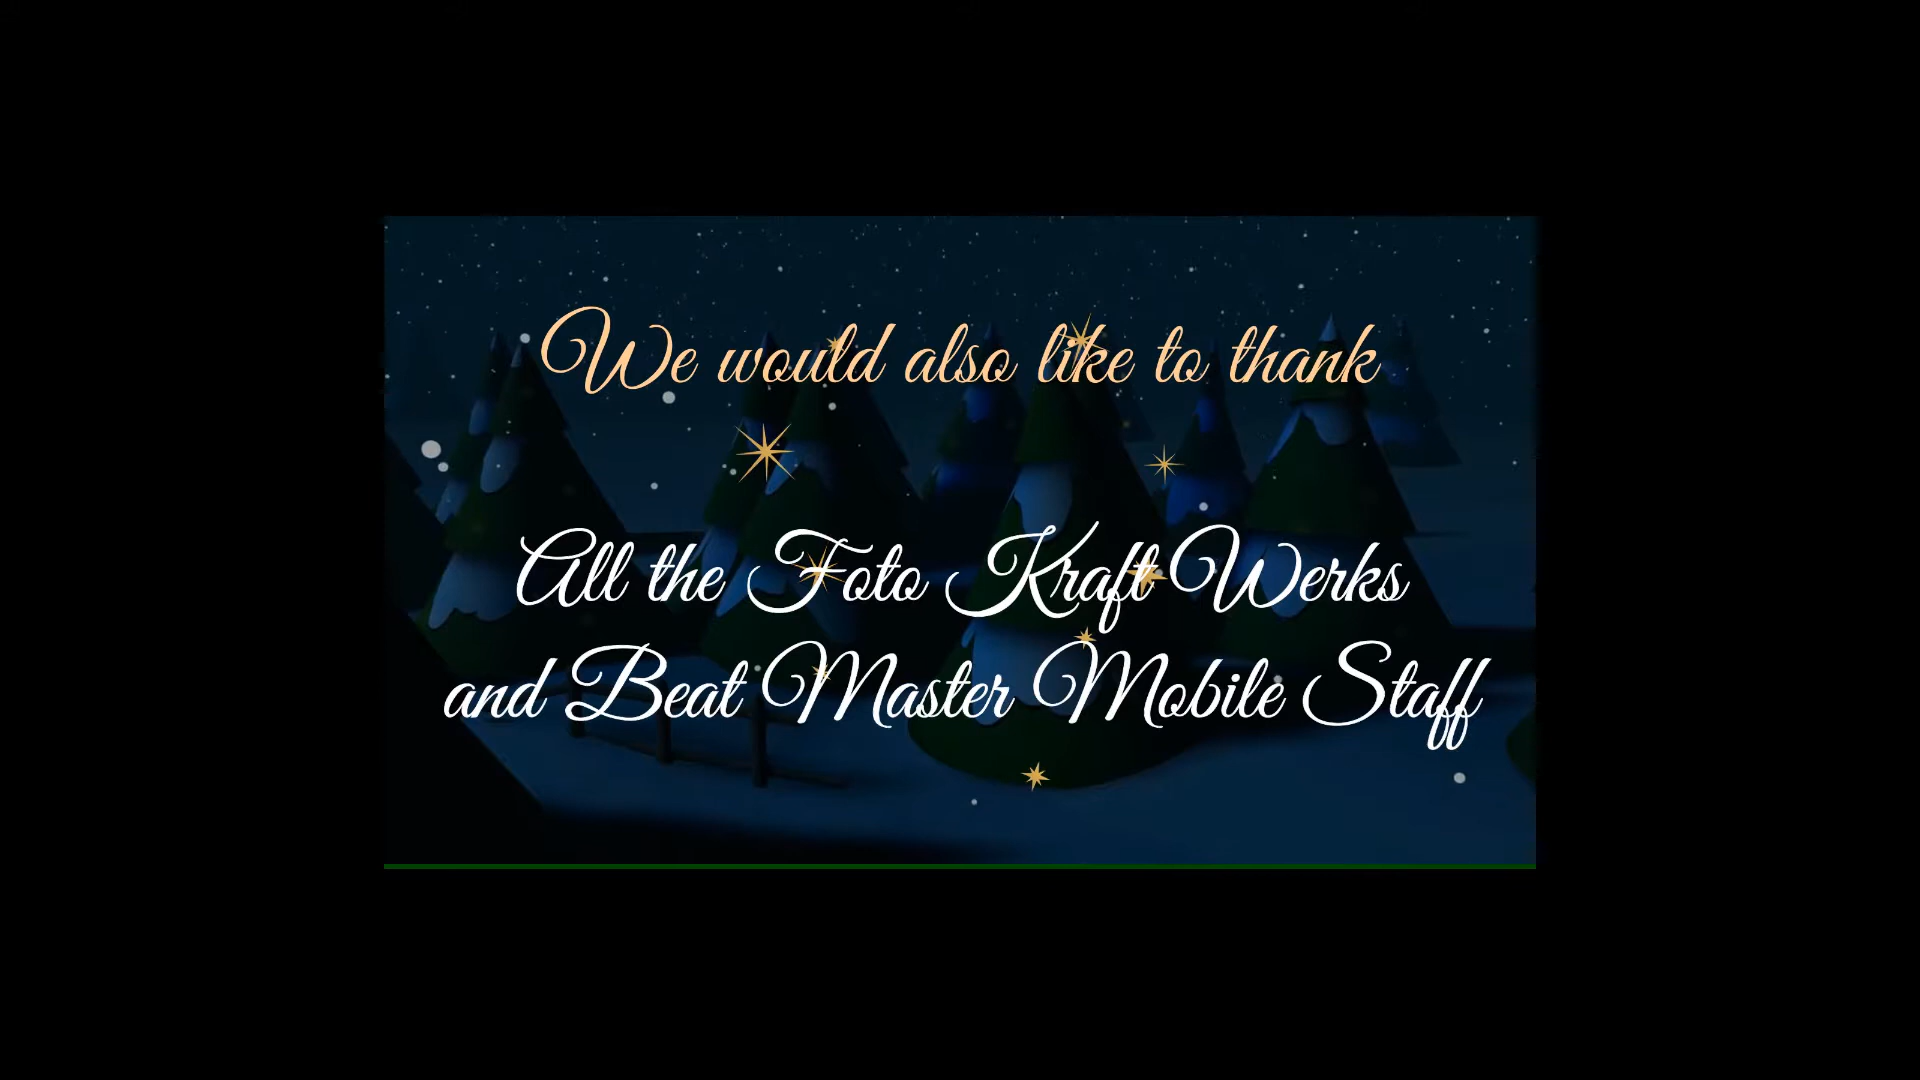 We would also like to thank
All the Foto Kraft Werks
and Beat Master Mobile Staff